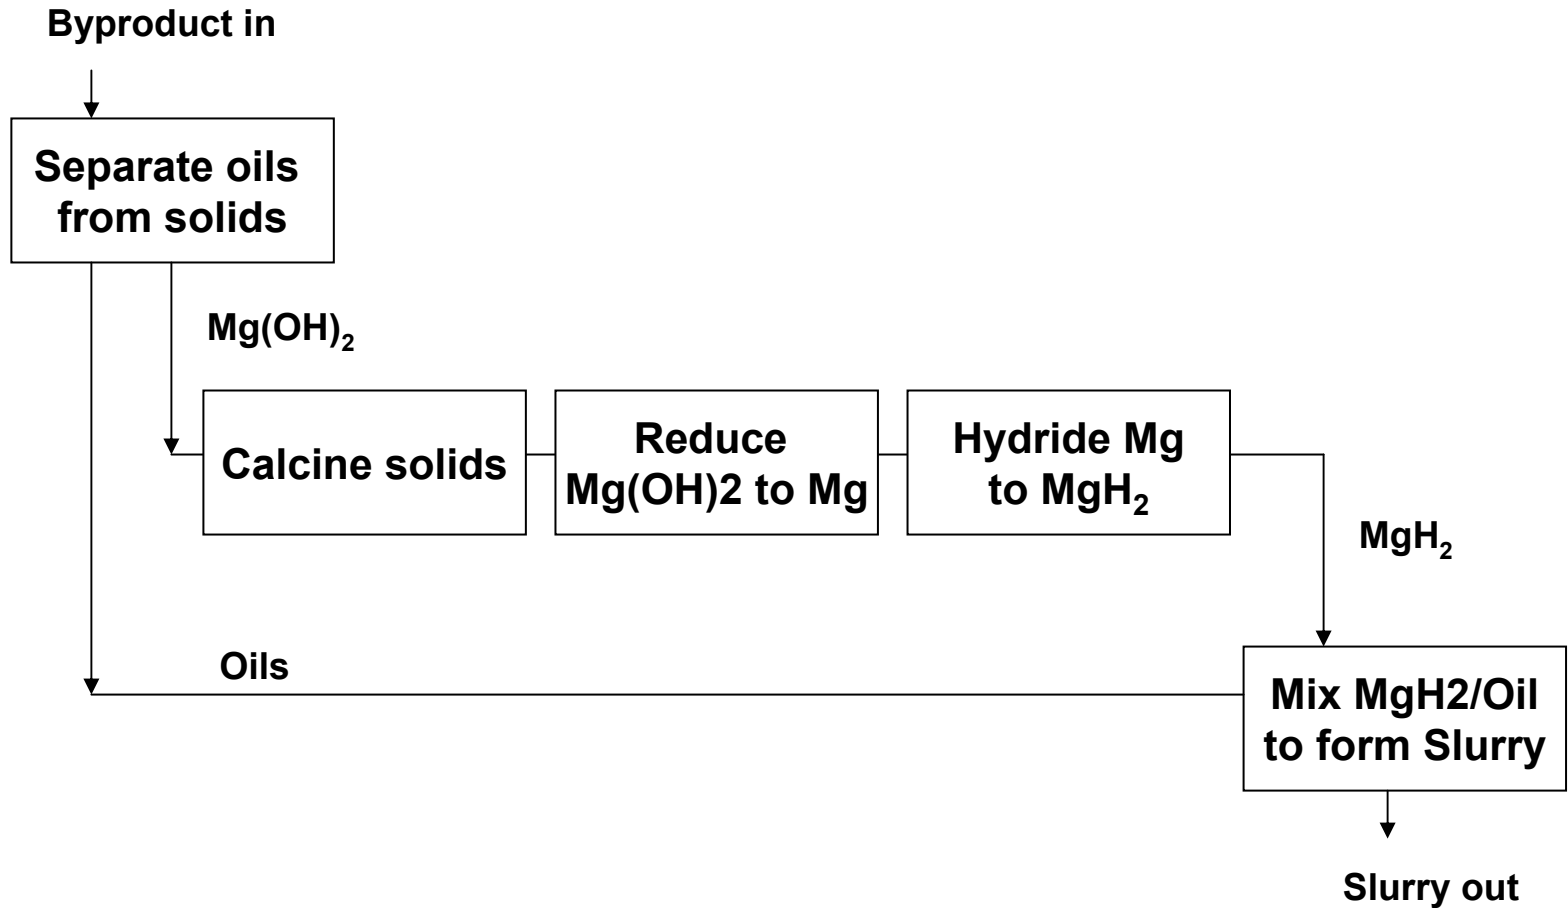 Byproduct in
Separate oils
from solids
Mg(OH)₂
Calcine solids
Reduce
Mg(OH)2 to Mg
Hydride Mg
to MgH₂
MgH₂
Oils
Mix MgH2/Oil
to form Slurry
Slurry out